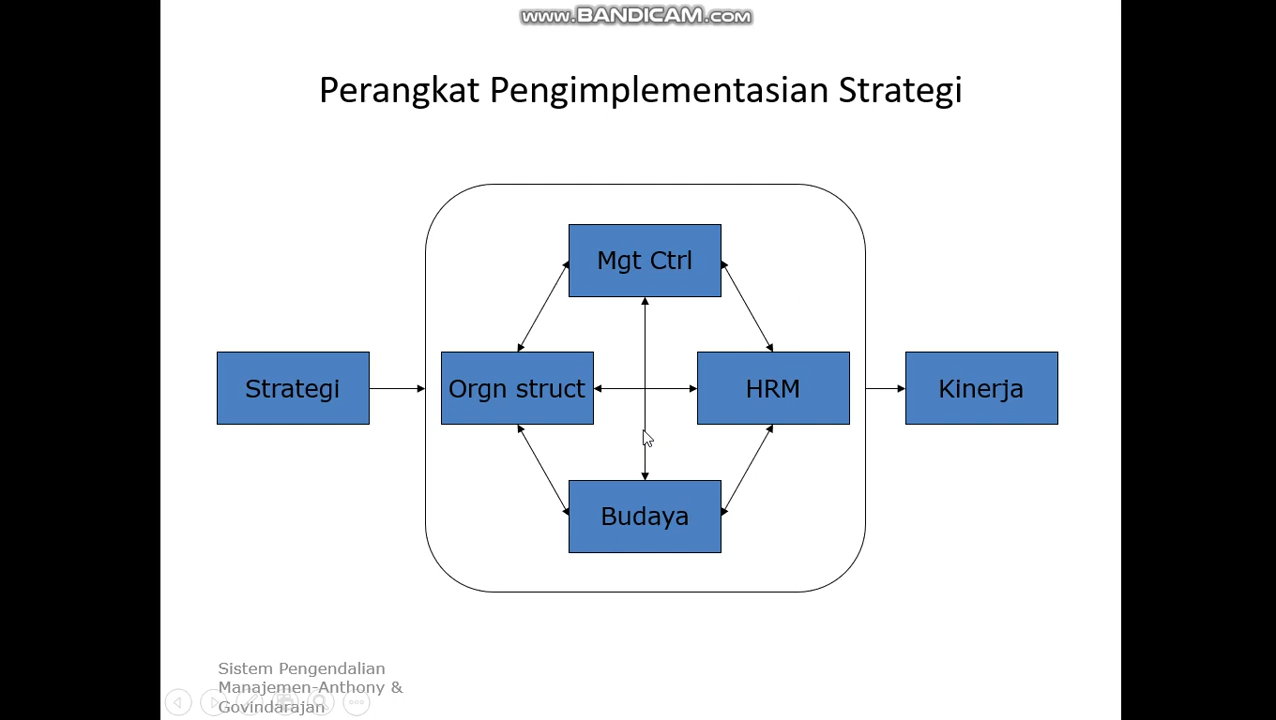 www.BANDICAM.com
Perangkat Pengimplementasian Strategi
Mgt Ctrl
Strategi
Orgn struct
HRM
Kinerja
Budaya
Sistem Pengendalian
Manajemen-Anthony &
Govindarajan